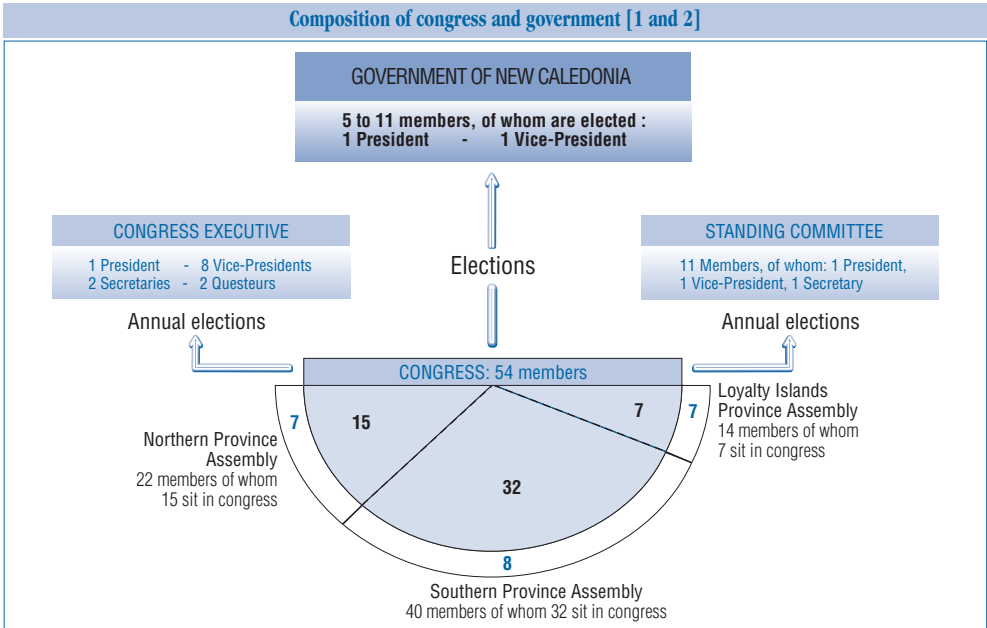 Composition of congress and government [1 and 2]
GOVERNMENT OF NEW CALEDONIA
5 to 11 members, of whom are elected :
1 President - 1 Vice-President
CONGRESS EXECUTIVE
1 President - 8 Vice-Presidents
2 Secretaries - 2 Questeurs
Annual elections
Elections
STANDING COMMITTEE
11 Members, of whom: 1 President,
1 Vice-President, 1 Secretary
Annual elections
CONGRESS: 54 members
7
15
7
7
32
8
Northern Province
Assembly
22 members of whom
15 sit in congress
Loyalty Islands
Province Assembly
14 members of whom
7 sit in congress
Southern Province Assembly
40 members of whom 32 sit in congress